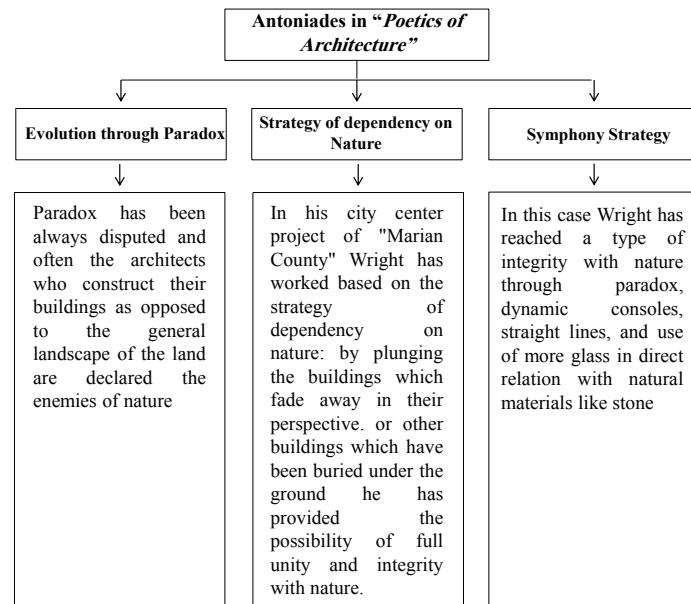 Antoniades in “Poetics of
Architecture”
Evolution through Paradox
Strategy of dependency on
Nature
Symphony Strategy
Paradox has been
always disputed and
often the architects
who construct their
buildings as opposed
to the general
landscape of the land
are declared the
enemies of nature
In his city center
project of "Marian
County" Wright has
worked based on the
strategy of
dependency on
nature: by plunging
the buildings which
fade away in their
perspective. or other
buildings which have
been buried under the
ground he has
provided the
possibility of full
unity and integrity
with nature.
In this case Wright has
reached a type of
integrity with nature
through paradox,
dynamic consoles,
straight lines, and use
of more glass in direct
relation with natural
materials like stone